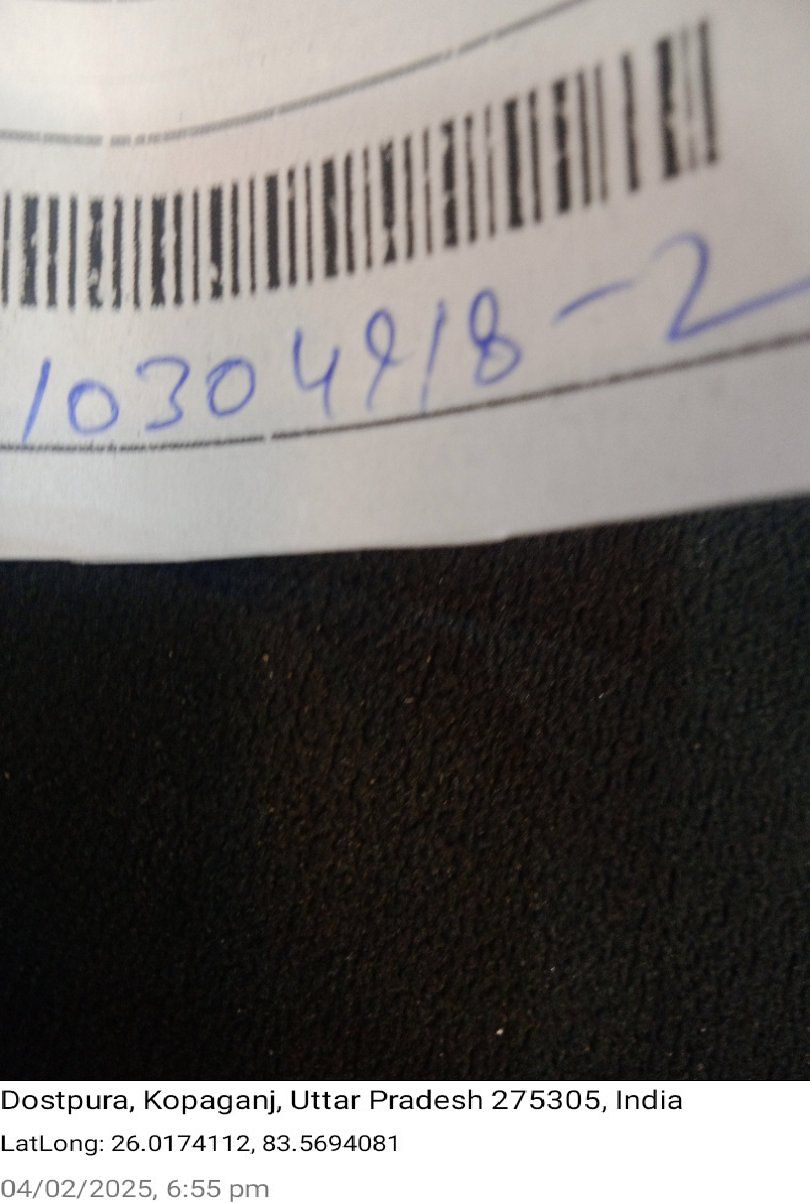 10304918-2
Dostpura, Kopaganj, Uttar Pradesh 275305, India
LatLong: 26.0174112, 83.5694081
04/02/2025, 6:55 pm